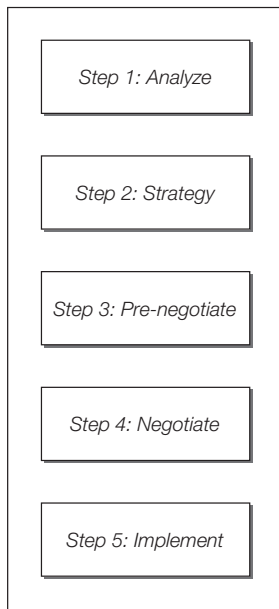 Step 1: Analyze
Step 2: Strategy
Step 3: Pre-negotiate
Step 4: Negotiate
Step 5: Implement